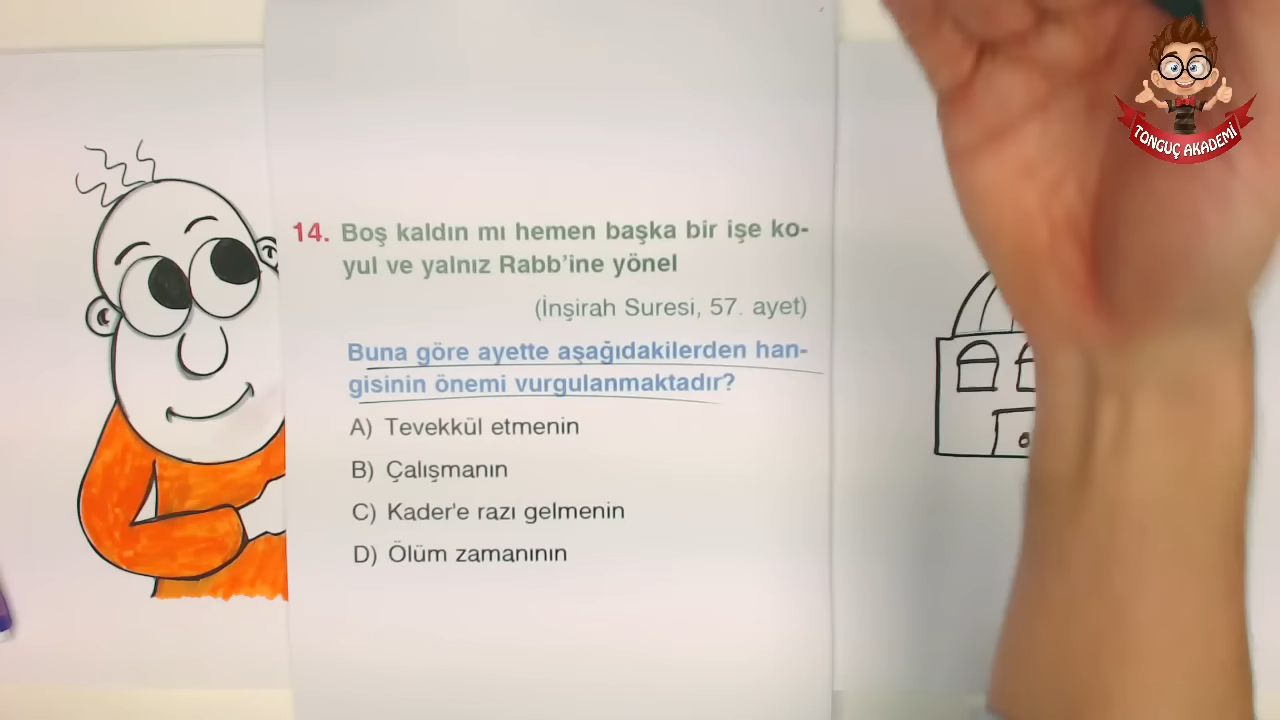 TONGUÇ AKADEMİ
14. Boş kaldın mı hemen başka bir işe ko-
yul ve yalnız Rabb'ine yönel
(İnşirah Suresi, 57. ayet)
Buna göre ayette aşağıdakilerden han-
gisinin önemi vurgulanmaktadır?
A) Tevekkül etmenin
B) Çalışmanın
C) Kader'e razı gelmenin
D) Ölüm zamanının